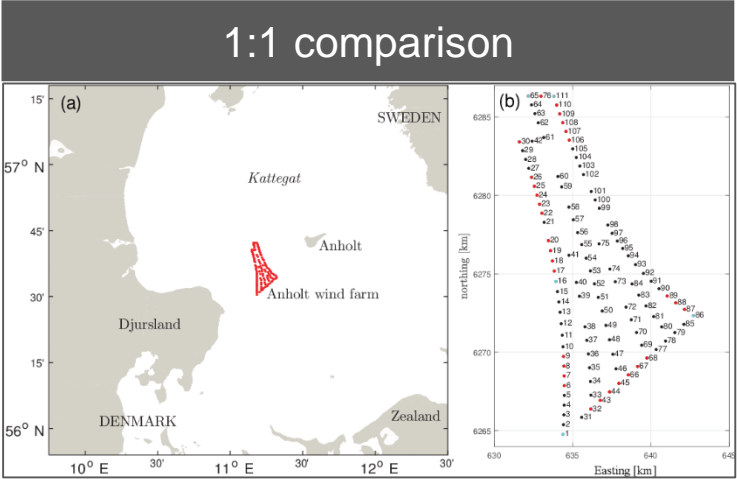 1:1 comparison
(a)
15'
57° N
45'
30'
15'
56° N
10° E
30'
11° E
30'
12° E
30'
SWEDEN
Kattegat
Anholt
Anholt wind farm
Djursland
DENMARK
Zealand
(b)
northing [km]
6285
6280
6275
6270
6265
630
635
640
645
Easting [km]
65 76 111
64 110
63 109
62 108
107
61 106
30 42
105
29
28 104
27 103
102
26 60
25 59
101
24
100
23 58 99
22
21 57
98
56 97
20 96
55 75
95
19
41 54 94
18
93
17 53 74
92
16 40 52 73 84 91
90
15 39 51 83 89
14 88
72 82
13 50 87
81 86
71
12 38 49 80 85
11 70 79
37 48 78
10 69
77
9 36 47
68
8 35 46 67
7 66
34
6 45
5 33 44
4 43
32
3
31
2
1